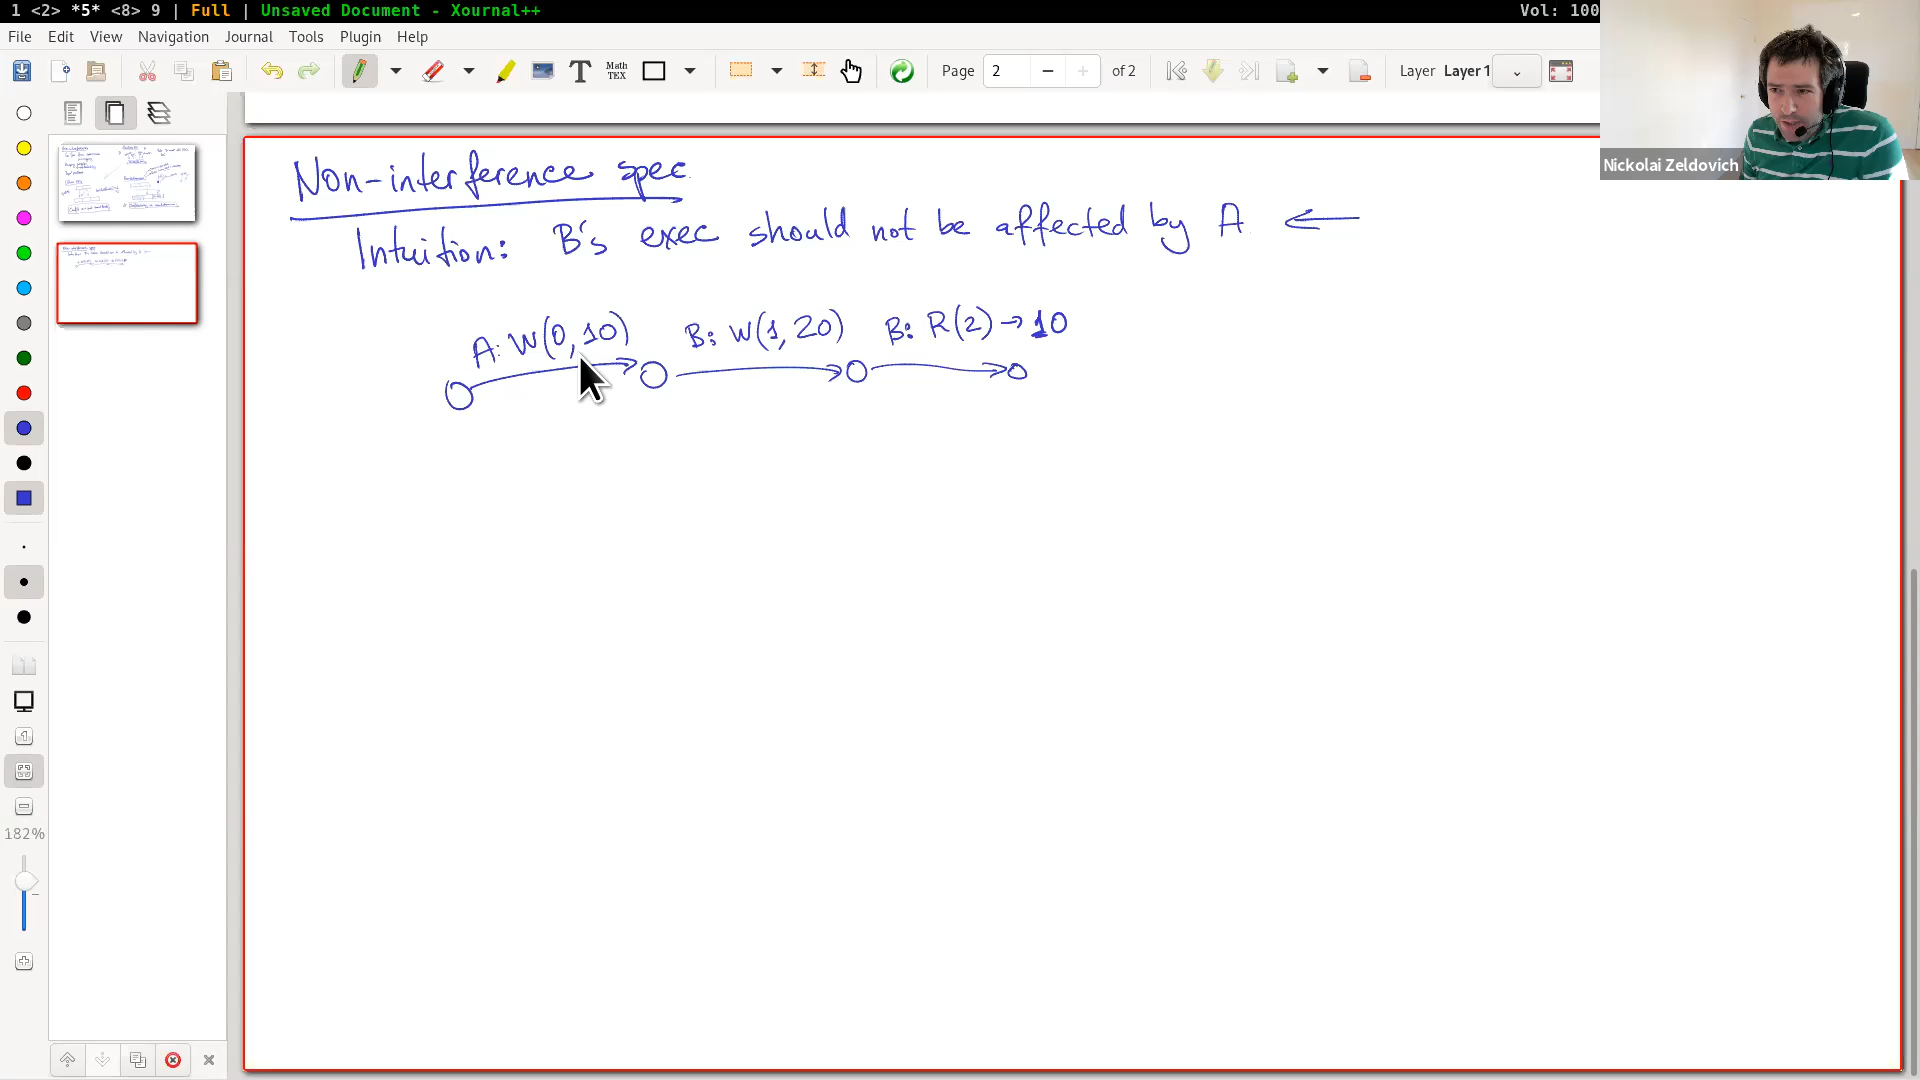 1 <2> *5* <8> 9 | Full | Unsaved Document - Xournal++
Vol: 100
File Edit View Navigation Journal Tools Plugin Help
Math TEX
Page 2 of 2
Layer Layer 1
Nickolai Zeldovich
Non-interference spec.
Intuition: B's exec should not be affected by A ←
A: W(0,10) B: W(1,20) B: R(2) → 10
182%